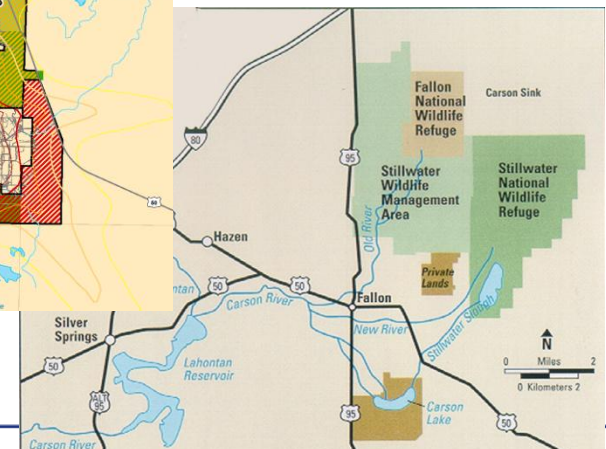 Fallon
National
Wildlife
Refuge
Carson Sink
80
95
Stillwater
Wildlife
Management
Area
Stillwater
National
Wildlife
Refuge
Old River
Hazen
Private
Lands
50
50
Carson River
Fallon
New River
Stillwater Slough
Silver
Springs
N
0 Miles 2
0 Kilometers 2
Lahontan
Reservoir
50
ALT
95
95
Carson
Lake
50
Carson River